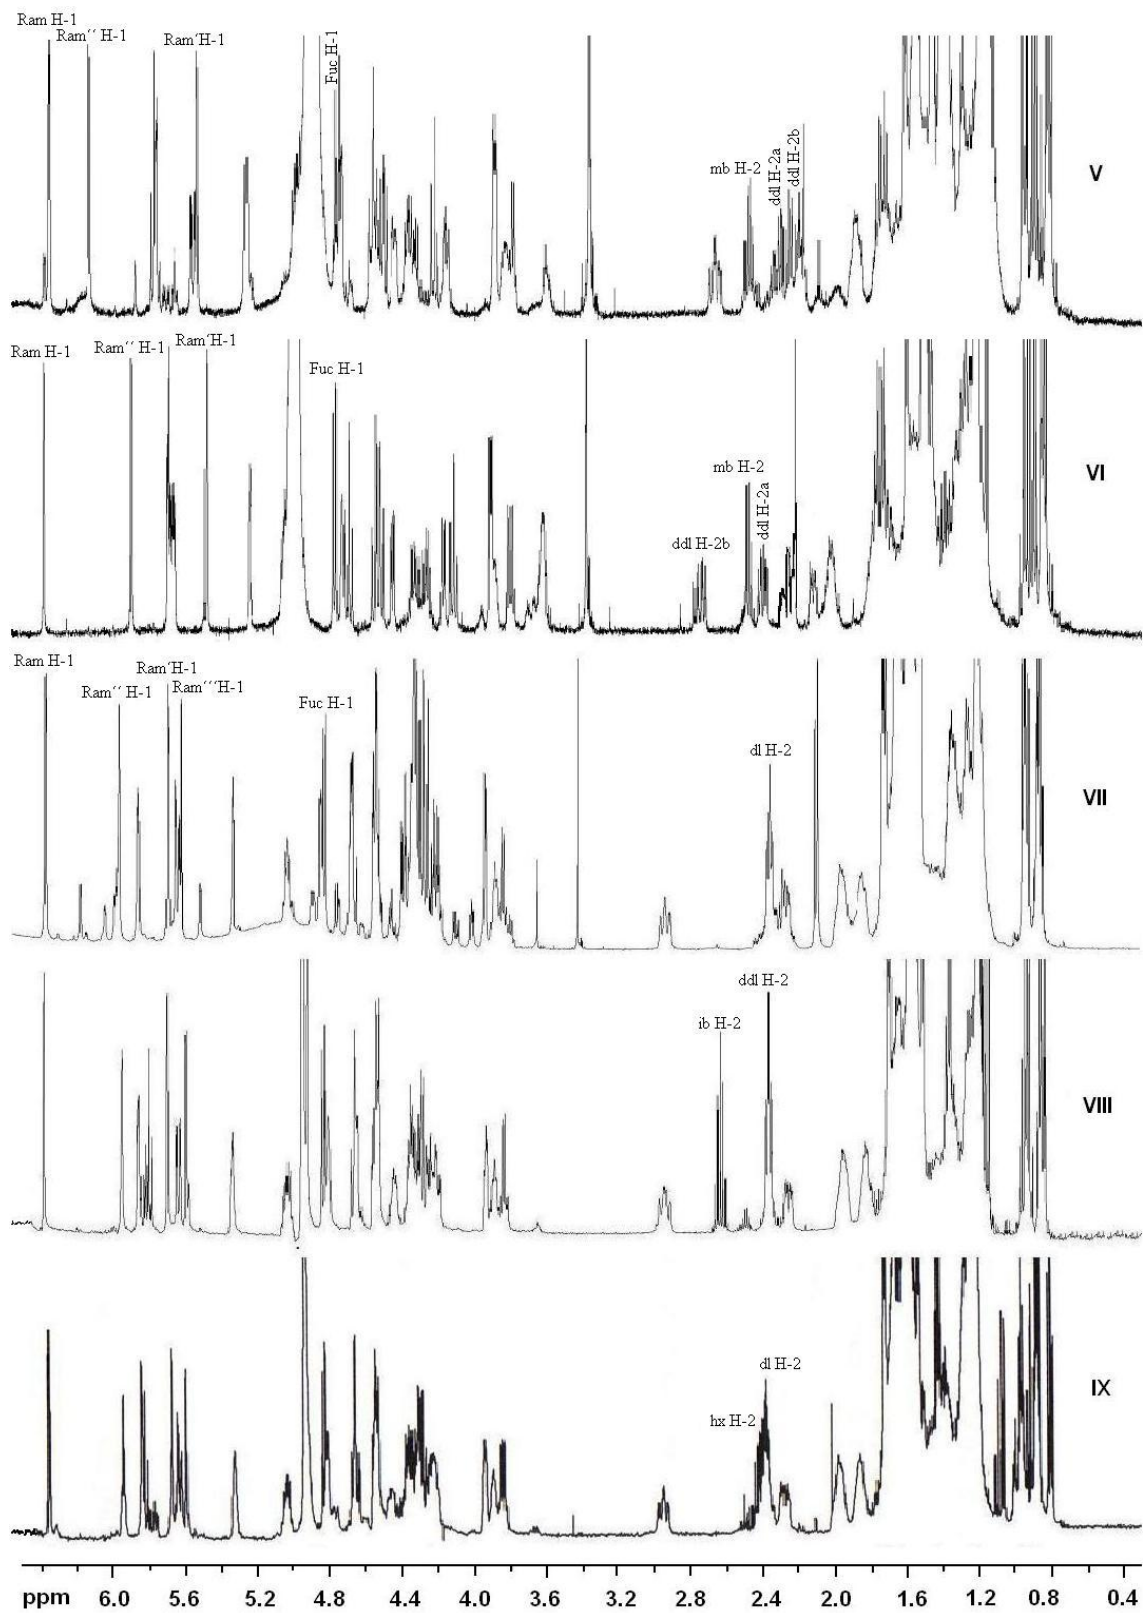 Ram H-1
Ram´´ H-1
Ram´H-1
Fuc H-1
mb H-2
ddl H-2a
ddl H-2b
V
Ram H-1
Ram´´ H-1
Ram´H-1
Fuc H-1
mb H-2
ddl H-2a
ddl H-2b
VI
Ram H-1
Ram´´ H-1
Ram´H-1
Ram´´´H-1
Fuc H-1
dl H-2
VII
ddl H-2
ib H-2
VIII
dl H-2
hx H-2
IX
ppm 6.0 5.6 5.2 4.8 4.4 4.0 3.6 3.2 2.8 2.4 2.0 1.6 1.2 0.8 0.4